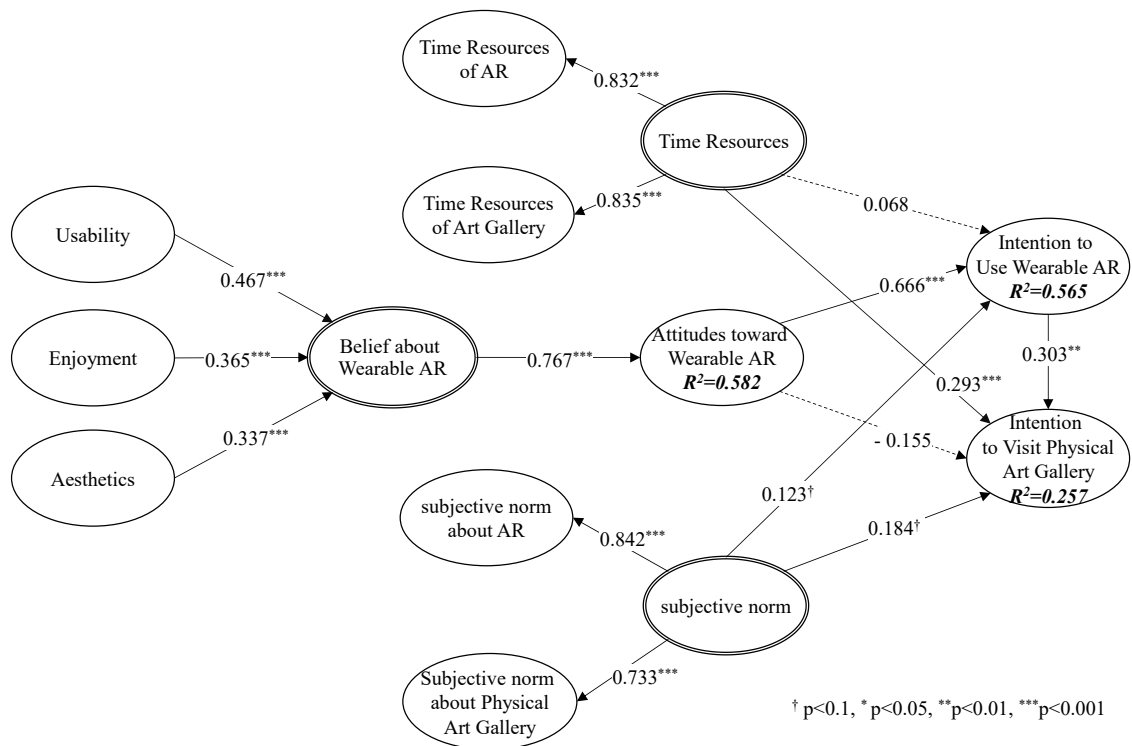 Time Resources
of AR
0.832***
Time Resources
0.835***
Time Resources
of Art Gallery
0.068
Usability
Intention to
Use Wearable AR
R²=0.565
0.467***
0.666***
Enjoyment
0.365***
Belief about
Wearable AR
0.767***
Attitudes toward
Wearable AR
R²=0.582
0.303**
0.293***
Intention
to Visit Physical
Art Gallery
R²=0.257
0.337***
- 0.155
Aesthetics
0.123†
subjective norm
about AR
0.842***
0.184†
subjective norm
0.733***
Subjective norm
about Physical
Art Gallery
† p<0.1, * p<0.05, **p<0.01, ***p<0.001